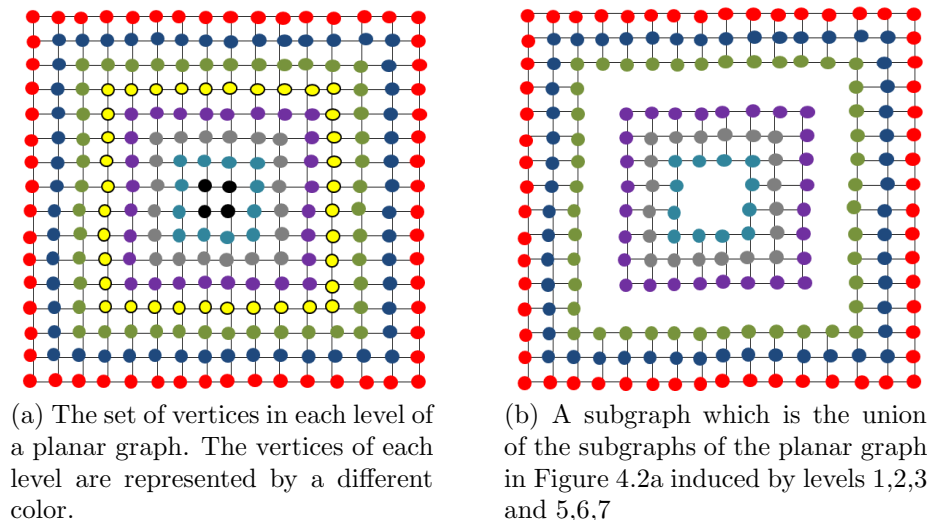 (a) The set of vertices in each level of
a planar graph. The vertices of each
level are represented by a different
color.
(b) A subgraph which is the union
of the subgraphs of the planar graph
in Figure 4.2a induced by levels 1,2,3
and 5,6,7